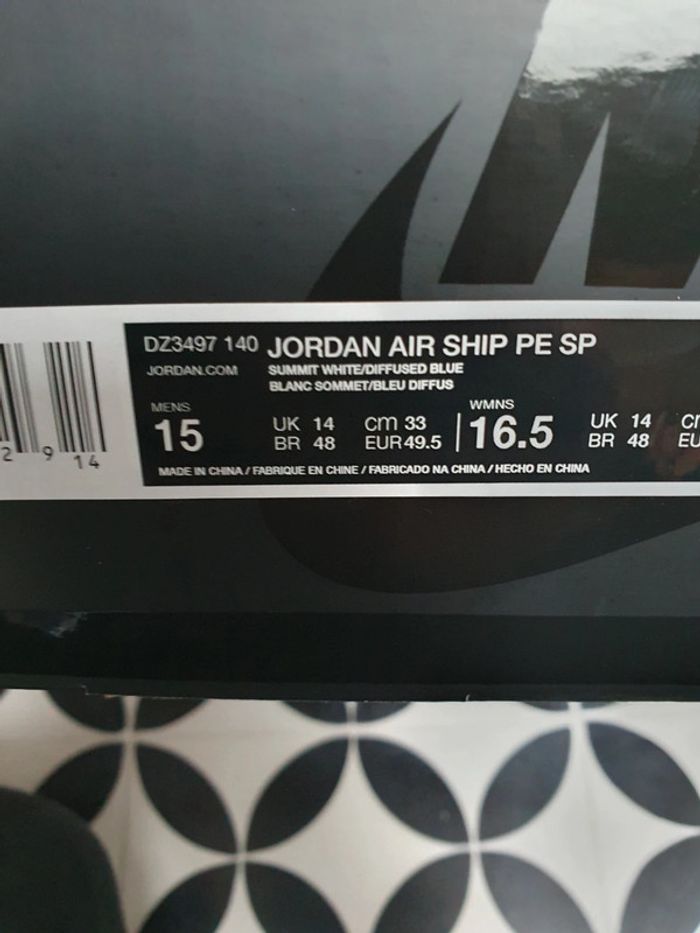 DZ3497 140 JORDAN AIR SHIP PE SP
JORDAN.COM SUMMIT WHITE/DIFFUSED BLUE
BLANC SOMMET/BLEU DIFFUS
MENS WMNS
15 UK 14 cm 33 16.5 UK 14
BR 48 EUR 49.5 BR 48
MADE IN CHINA / FABRIQUE EN CHINE / FABRICADO NA CHINA / HECHO EN CHINA
2 9 14